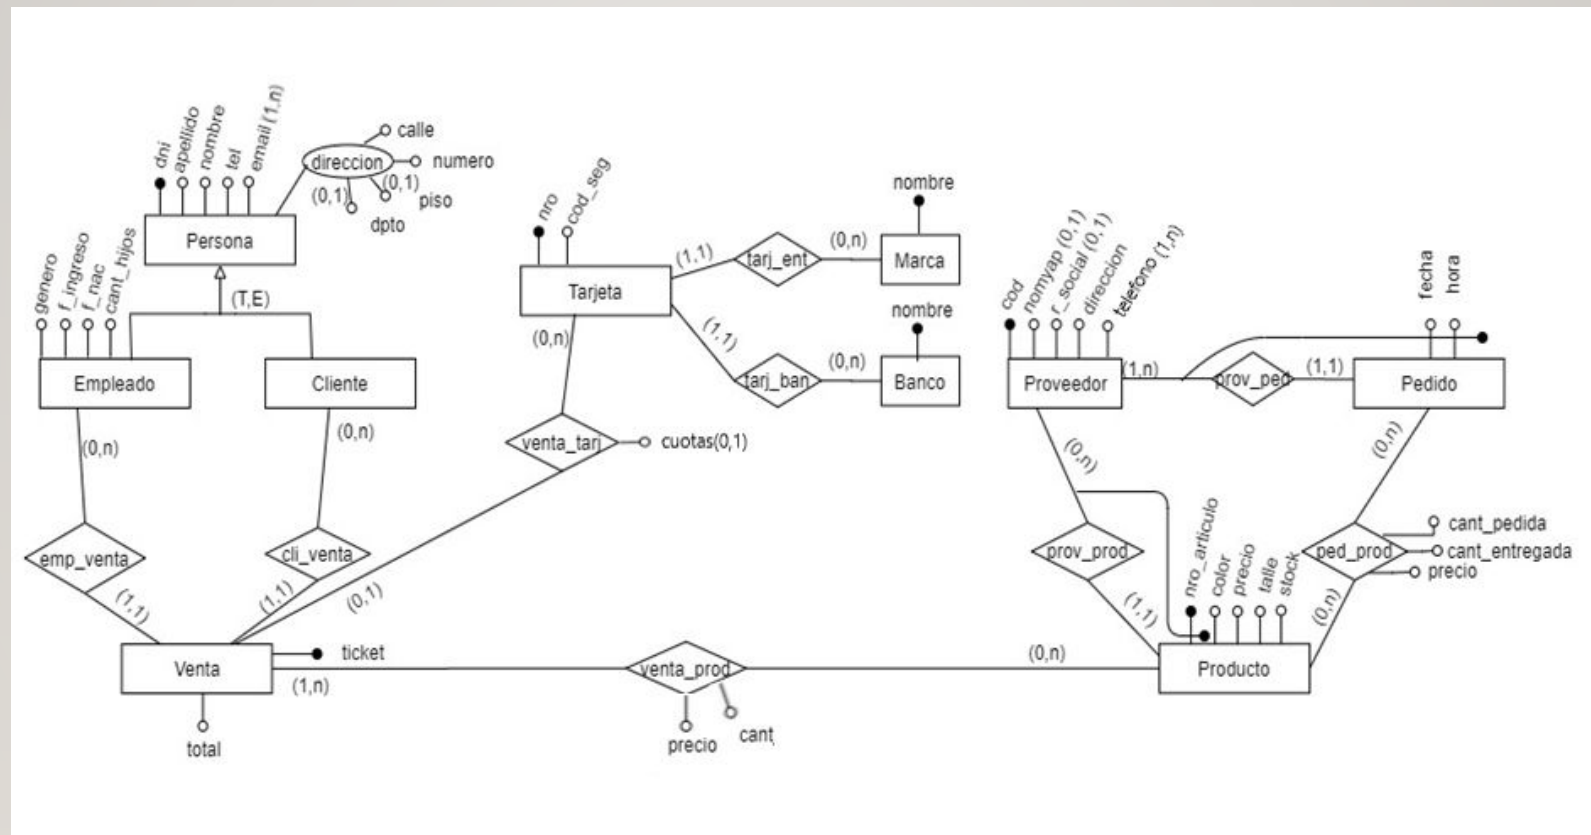 dni
apellido
nombre
tel
email (1,n)
direccion
calle
numero
(0,1)
piso
(0,1)
dpto
Persona
(T,E)
genero
f_ingreso
f_nac
cant_hijos
Empleado
Cliente
(0,n)
(0,n)
emp_venta
cli_venta
(1,1)
(1,1)
(0,1)
Venta
ticket
(1,n)
total
nro
cod_seg
Tarjeta
(0,n)
venta_tarj
cuotas(0,1)
(1,1)
tarj_ent
(0,n)
nombre
Marca
(1,1)
tarj_ban
(0,n)
nombre
Banco
venta_prod
precio
cant
(0,n)
cod
nomyap (0,1)
r_social (0,1)
direccion
telefono (1,n)
Proveedor
(1,n)
prov_ped
(1,1)
fecha
hora
Pedido
(0,n)
prov_prod
(1,1)
nro_articulo
color
precio
talle
stock
Producto
(0,n)
ped_prod
cant_pedida
cant_entregada
precio
(0,n)